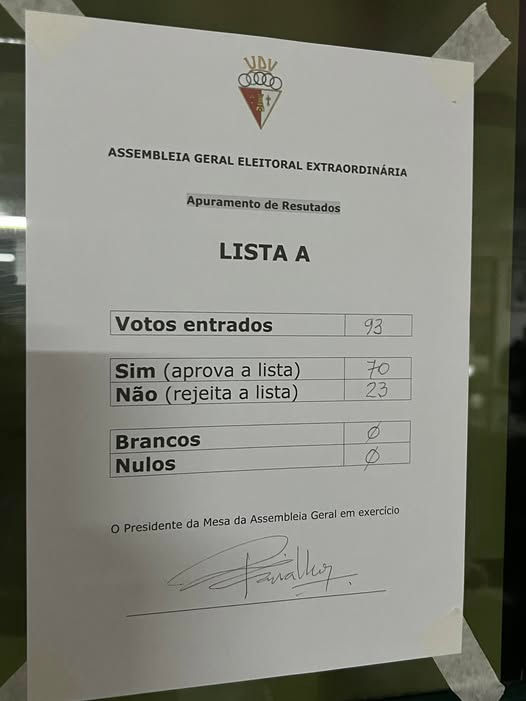 UDV
ASSEMBLEIA GERAL ELEITORAL EXTRAORDINÁRIA
Apuramento de Resutados
LISTA A
Votos entrados 93
Sim (aprova a lista) 70
Não (rejeita a lista) 23
Brancos Ø
Nulos Ø
O Presidente da Mesa da Assembleia Geral em exercício